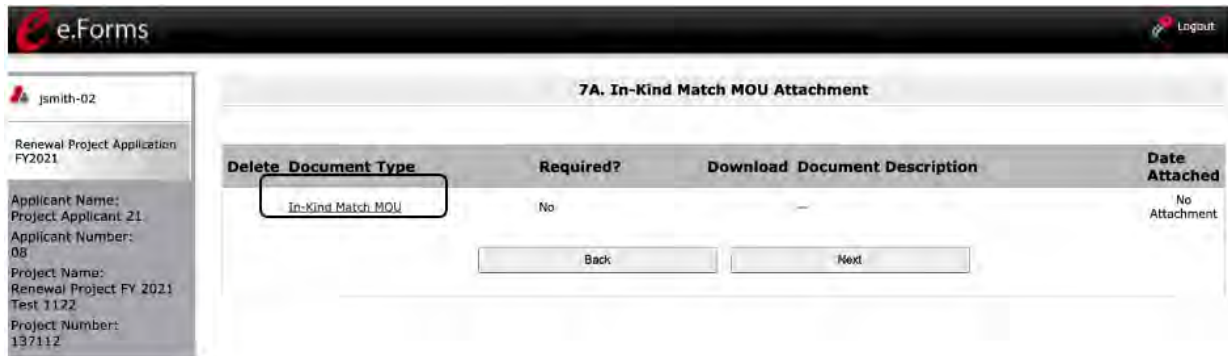 e.Forms
Logout
jsmith-02
Renewal Project Application
FY2021
Applicant Name:
Project Applicant 21
Applicant Number:
08
Project Name:
Renewal Project FY 2021
Test 1122
Project Number:
137112
7A. In-Kind Match MOU Attachment
Delete Document Type Required? Download Document Description Date
Attached
In-Kind Match MOU No -- No
Attachment
Back Next